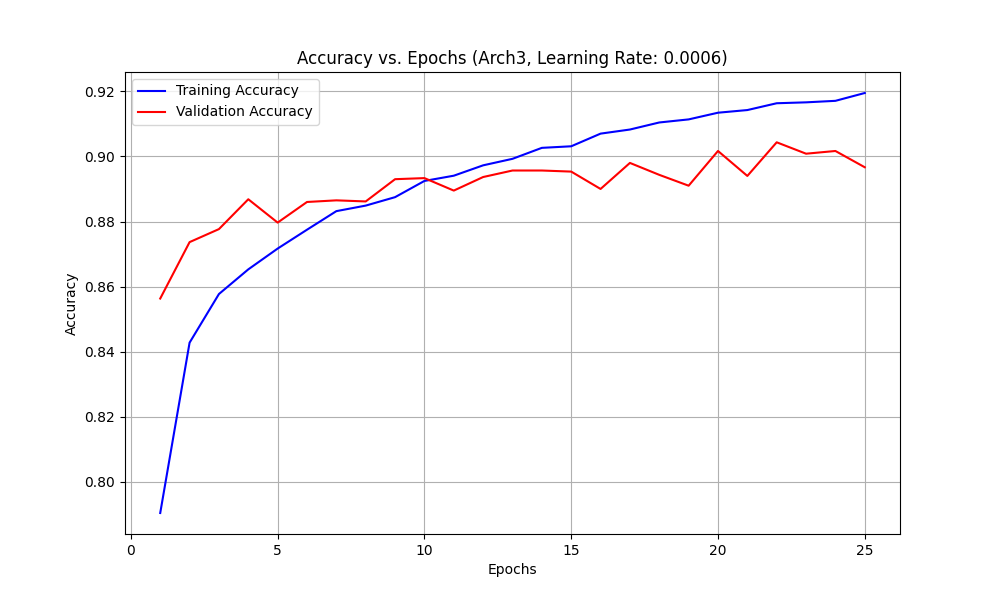 Accuracy vs. Epochs (Arch3, Learning Rate: 0.0006)
Training Accuracy
Validation Accuracy
0.92
0.90
0.88
0.86
0.84
0.82
0.80
Accuracy
0 5 10 15 20 25
Epochs